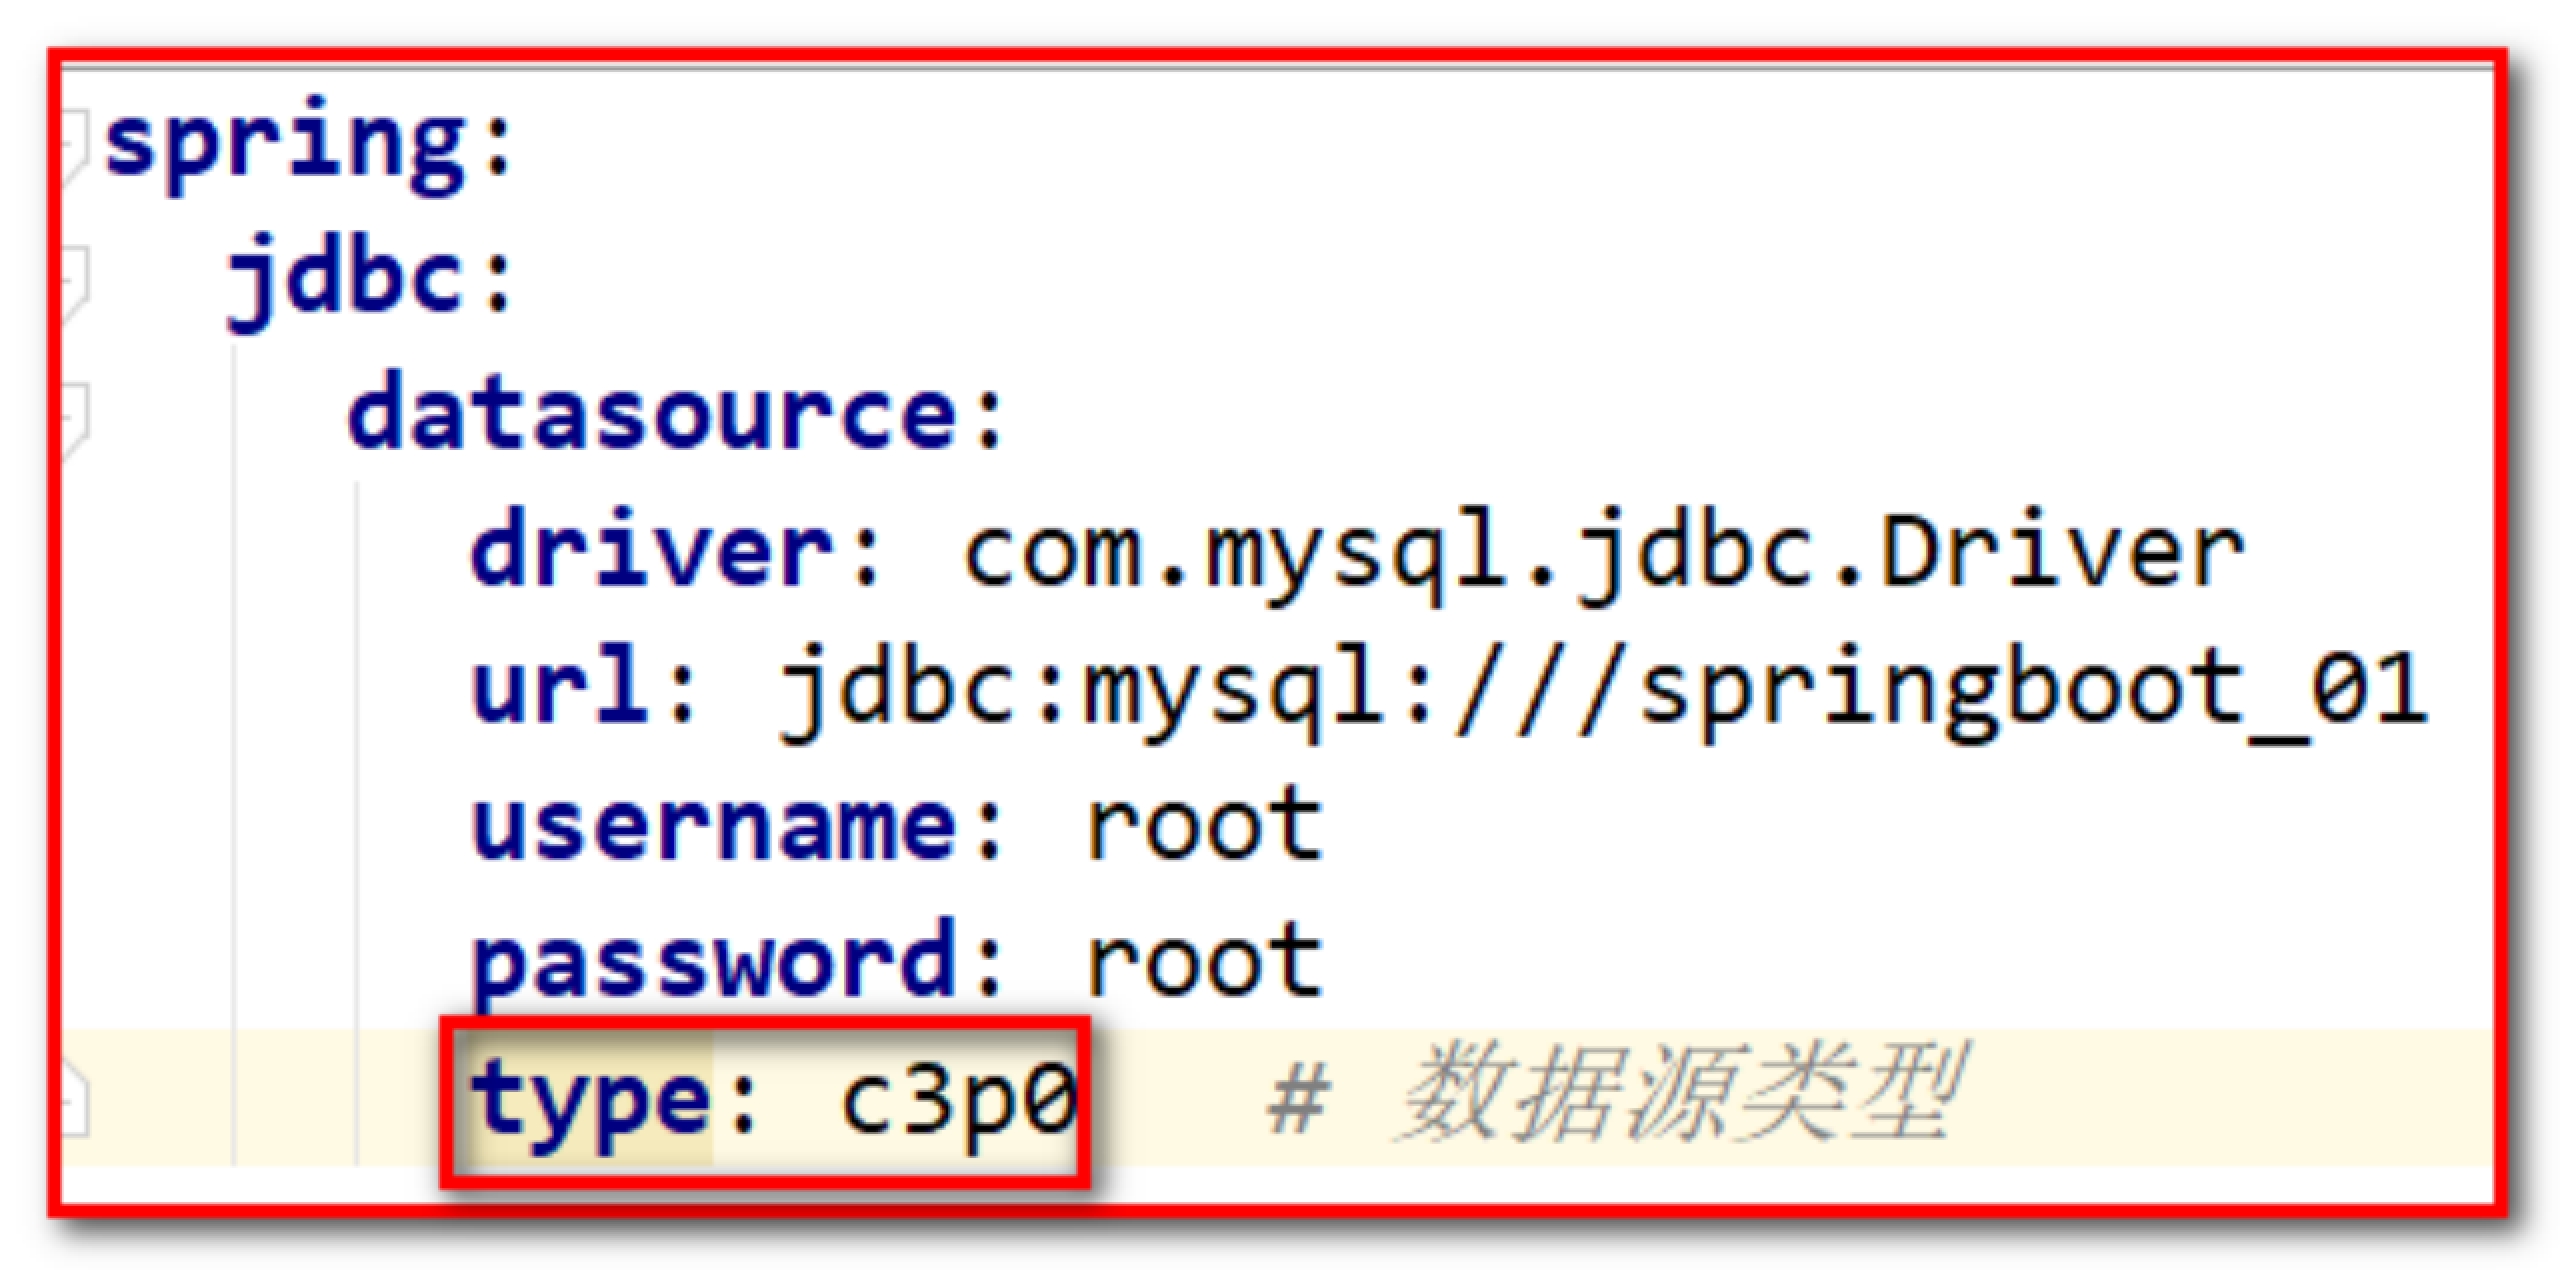 spring:
  jdbc:
    datasource:
      driver: com.mysql.jdbc.Driver
      url: jdbc:mysql:///springboot_01
      username: root
      password: root
      type: c3p0   # 数据源类型